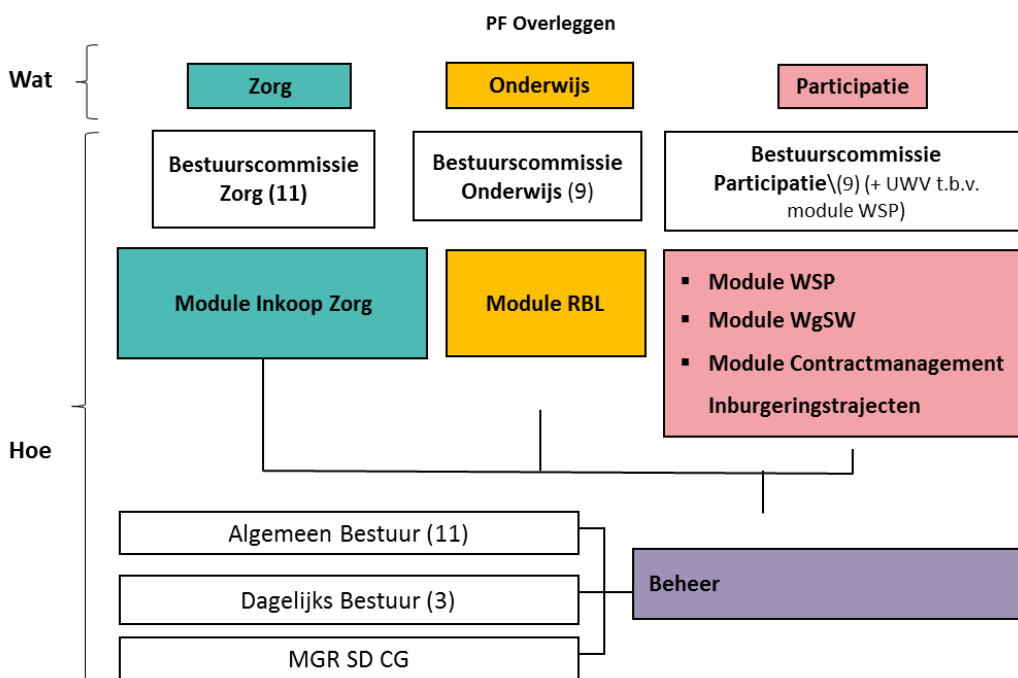 PF Overleggen
Wat
Zorg
Onderwijs
Participatie
Bestuurscommissie
Zorg (11)
Bestuurscommissie
Onderwijs (9)
Bestuurscommissie
Participatie\(9) (+ UWV t.b.v.
module WSP)
Module Inkoop Zorg
Module RBL
▪ Module WSP
▪ Module WgSW
▪ Module Contractmanagement
Inburgeringstrajecten
Hoe
Algemeen Bestuur (11)
Dagelijks Bestuur (3)
MGR SD CG
Beheer